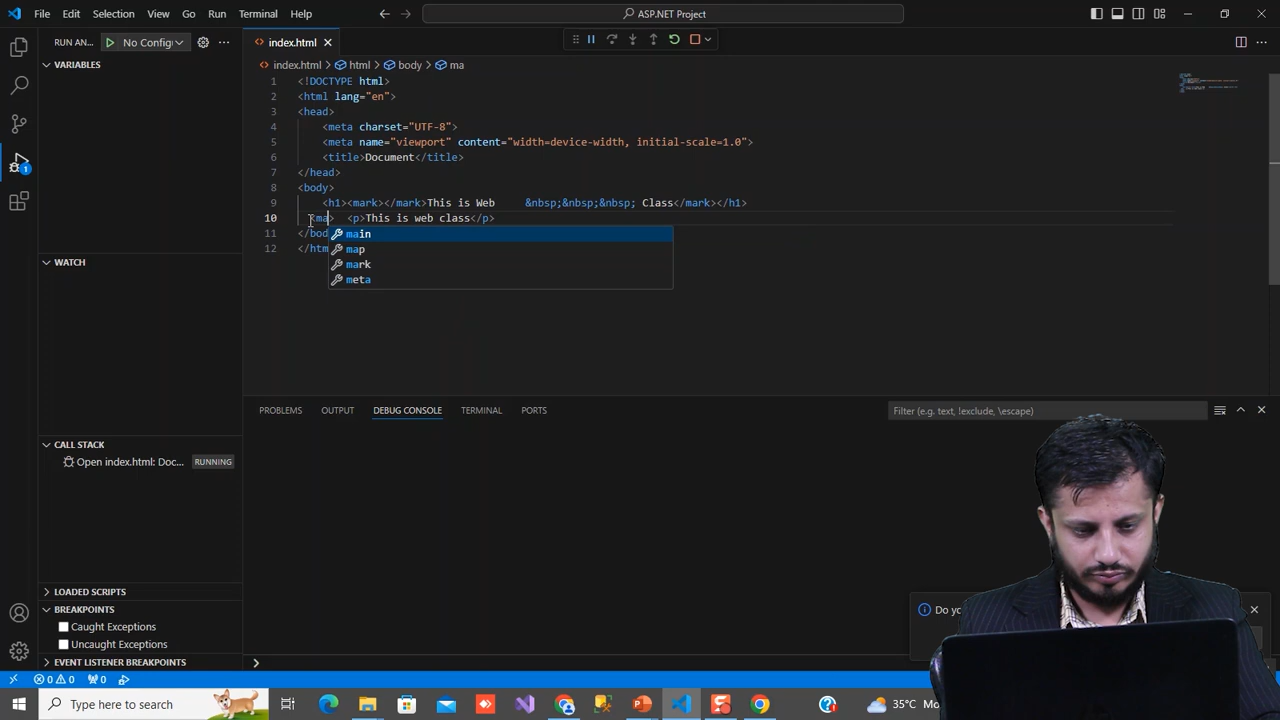 File Edit Selection View Go Run Terminal Help
ASP.NET Project
RUN AN...
No Config
index.html
VARIABLES
index.html > html > body > ma
1 <!DOCTYPE html>
2 <html lang="en">
3 <head>
4 <meta charset="UTF-8">
5 <meta name="viewport" content="width=device-width, initial-scale=1.0">
6 <title>Document</title>
7 </head>
8 <body>
9 <h1><mark></mark>This is Web &nbsp;&nbsp;&nbsp; Class</mark></h1>
10 <ma> <p>This is web class</p>
11 </bod
12 </htm
main
map
mark
meta
WATCH
PROBLEMS OUTPUT DEBUG CONSOLE TERMINAL PORTS
Filter (e.g. text, !exclude, \escape)
CALL STACK
Open index.html: Doc... RUNNING
LOADED SCRIPTS
BREAKPOINTS
Caught Exceptions
Uncaught Exceptions
EVENT LISTENER BREAKPOINTS
1
Do yo
0 0 0
Type here to search
35°C